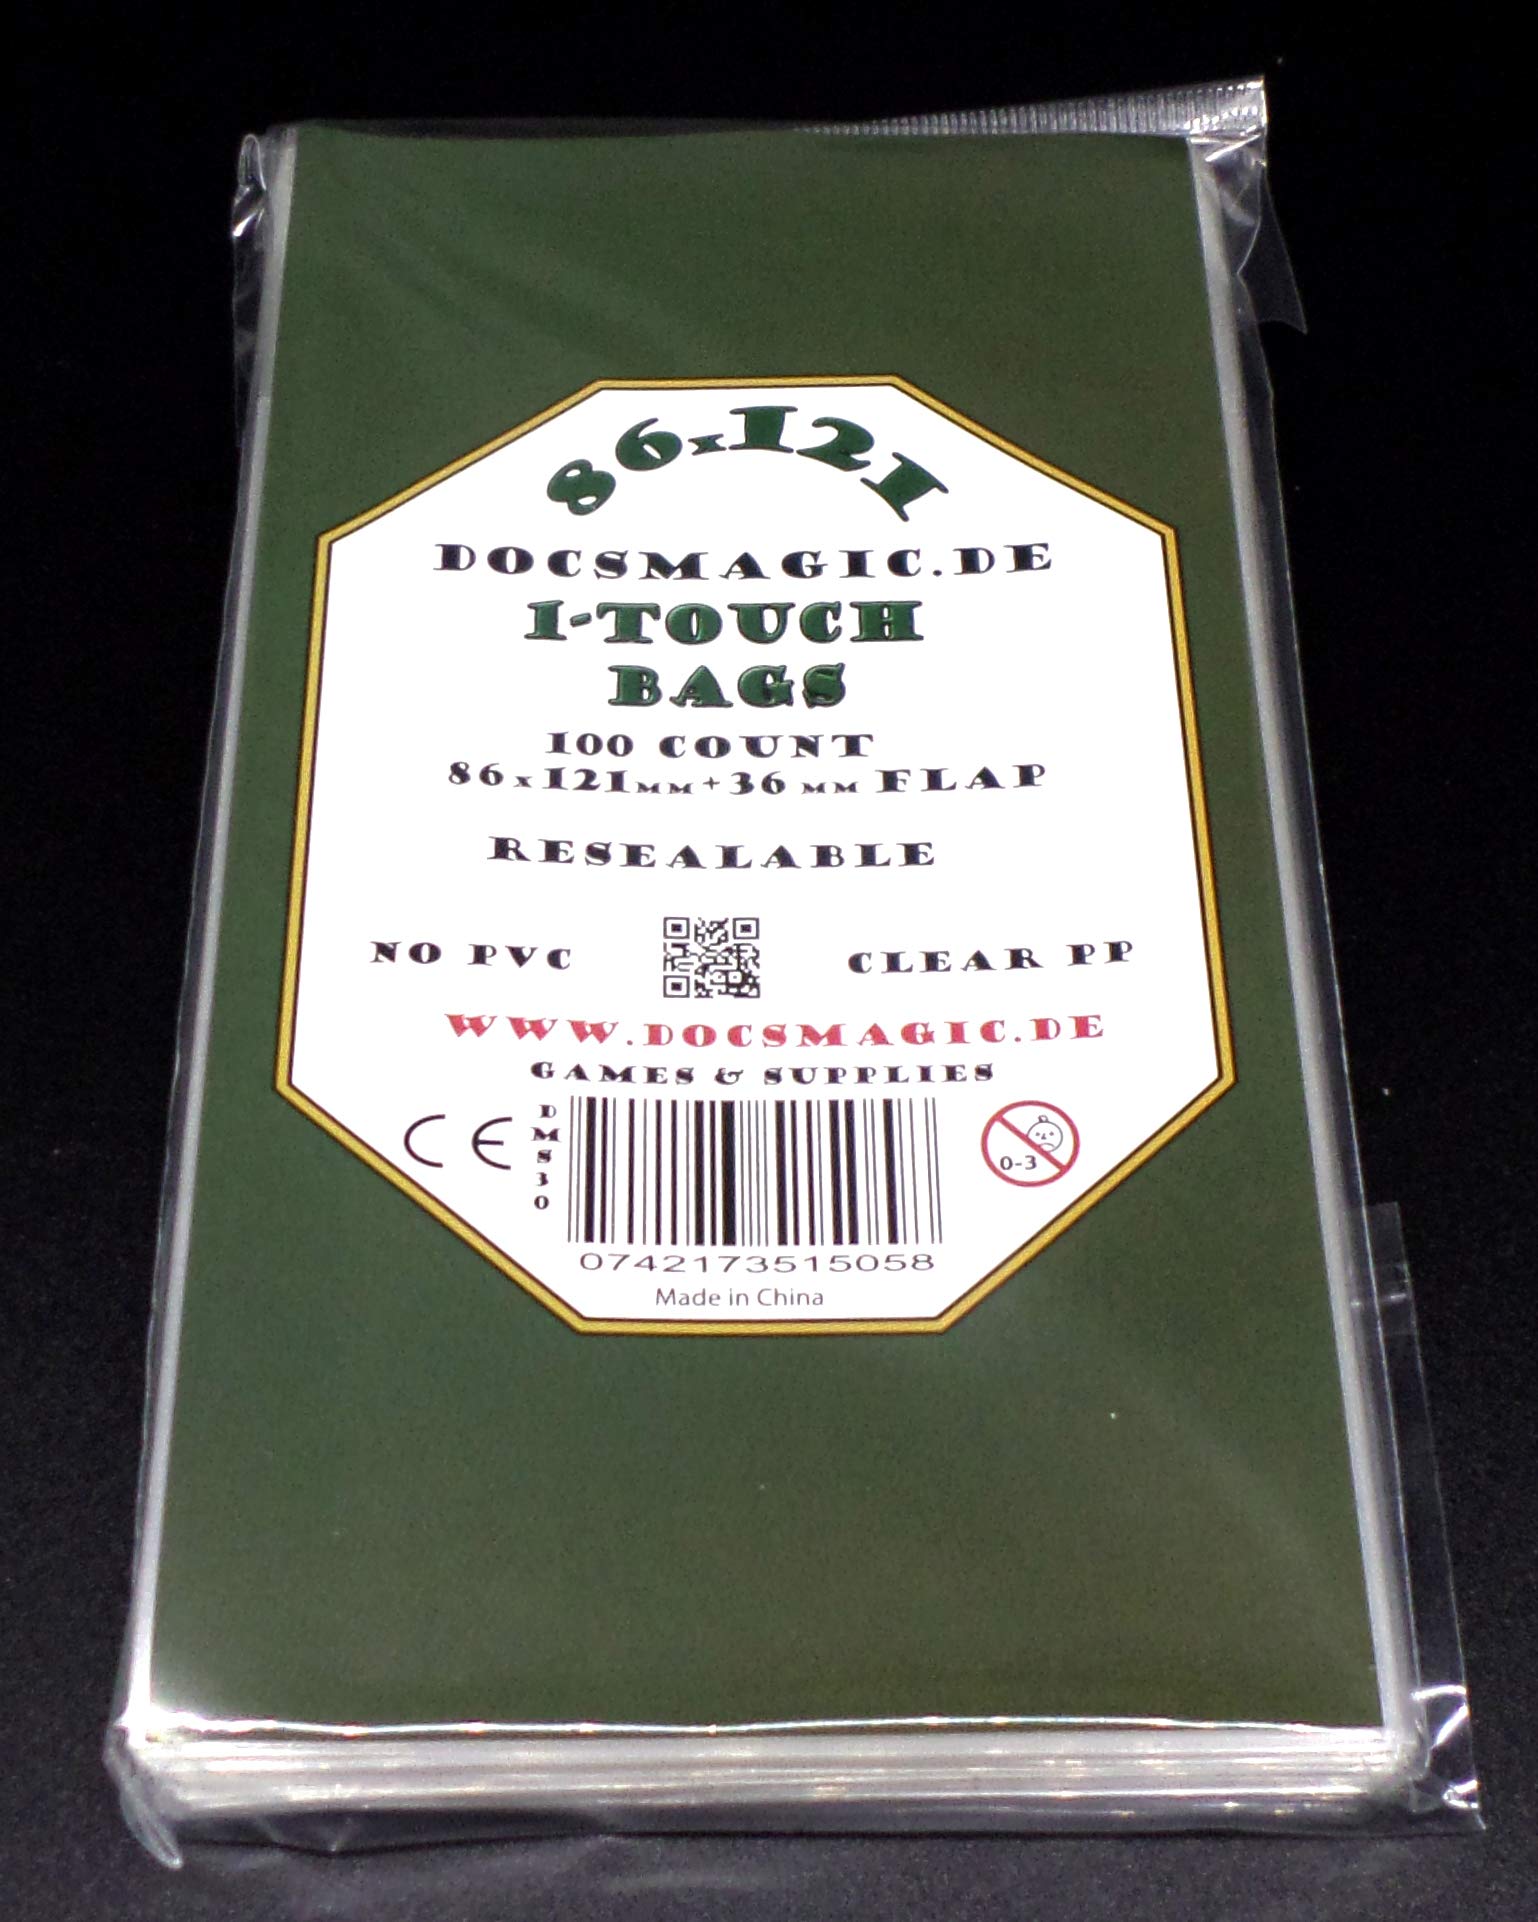 86x121
DOCSMAGIC.DE
I-TOUCH
BAGS
100 COUNT
86x121MM+36 MM FLAP
RESEALABLE
NO PVC
CLEAR PP
WWW.DOCSMAGIC.DE
GAMES & SUPPLIES
CE
DMS30
0-3
0742173515058
Made in China